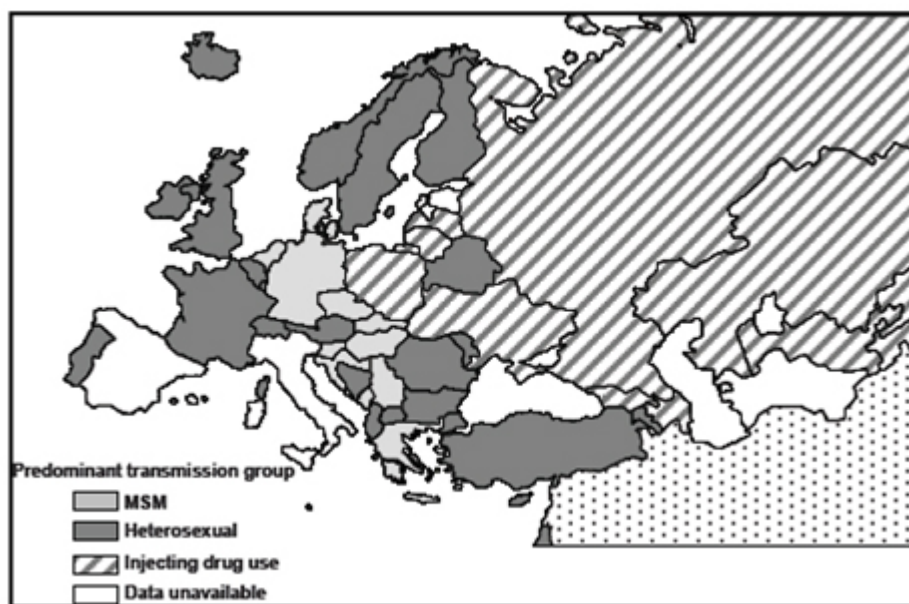 Predominant transmission group
MSM
Heterosexual
Injecting drug use
Data unavailable